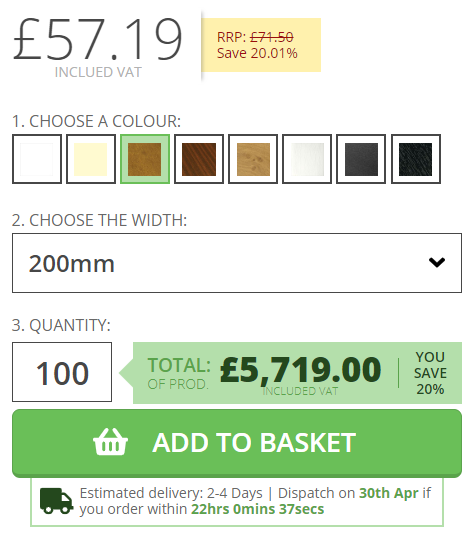 £57.19
INCLUED VAT
RRP: £71.50
Save 20.01%
1. CHOOSE A COLOUR:
2. CHOOSE THE WIDTH:
200mm
3. QUANTITY:
100
TOTAL:
OF PROD.
£5,719.00
INCLUDED VAT
YOU
SAVE
20%
ADD TO BASKET
Estimated delivery: 2-4 Days | Dispatch on 30th Apr if
you order within 22hrs 0mins 37secs